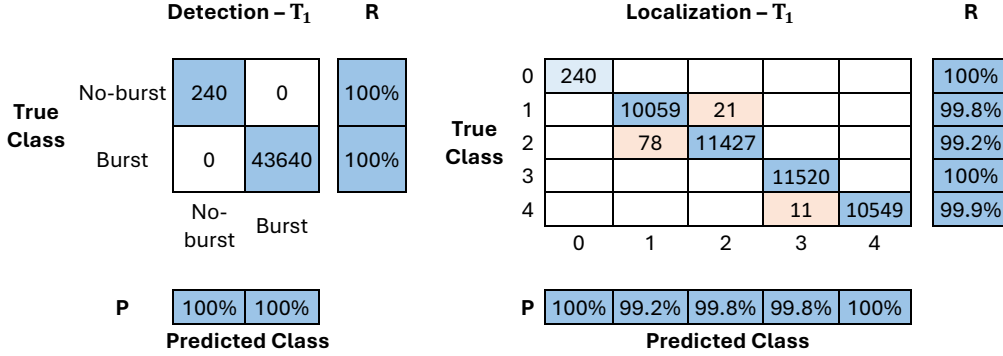 Detection – T₁ R
No-burst 240 0 100%
True
Class
Burst 0 43640 100%
No-
burst Burst
P 100% 100%
Predicted Class
Localization – T₁ R
0 240 100%
1 10059 21 99.8%
True
Class
2 78 11427 99.2%
3 11520 100%
4 11 10549 99.9%
0 1 2 3 4
P 100% 99.2% 99.8% 99.8% 100%
Predicted Class